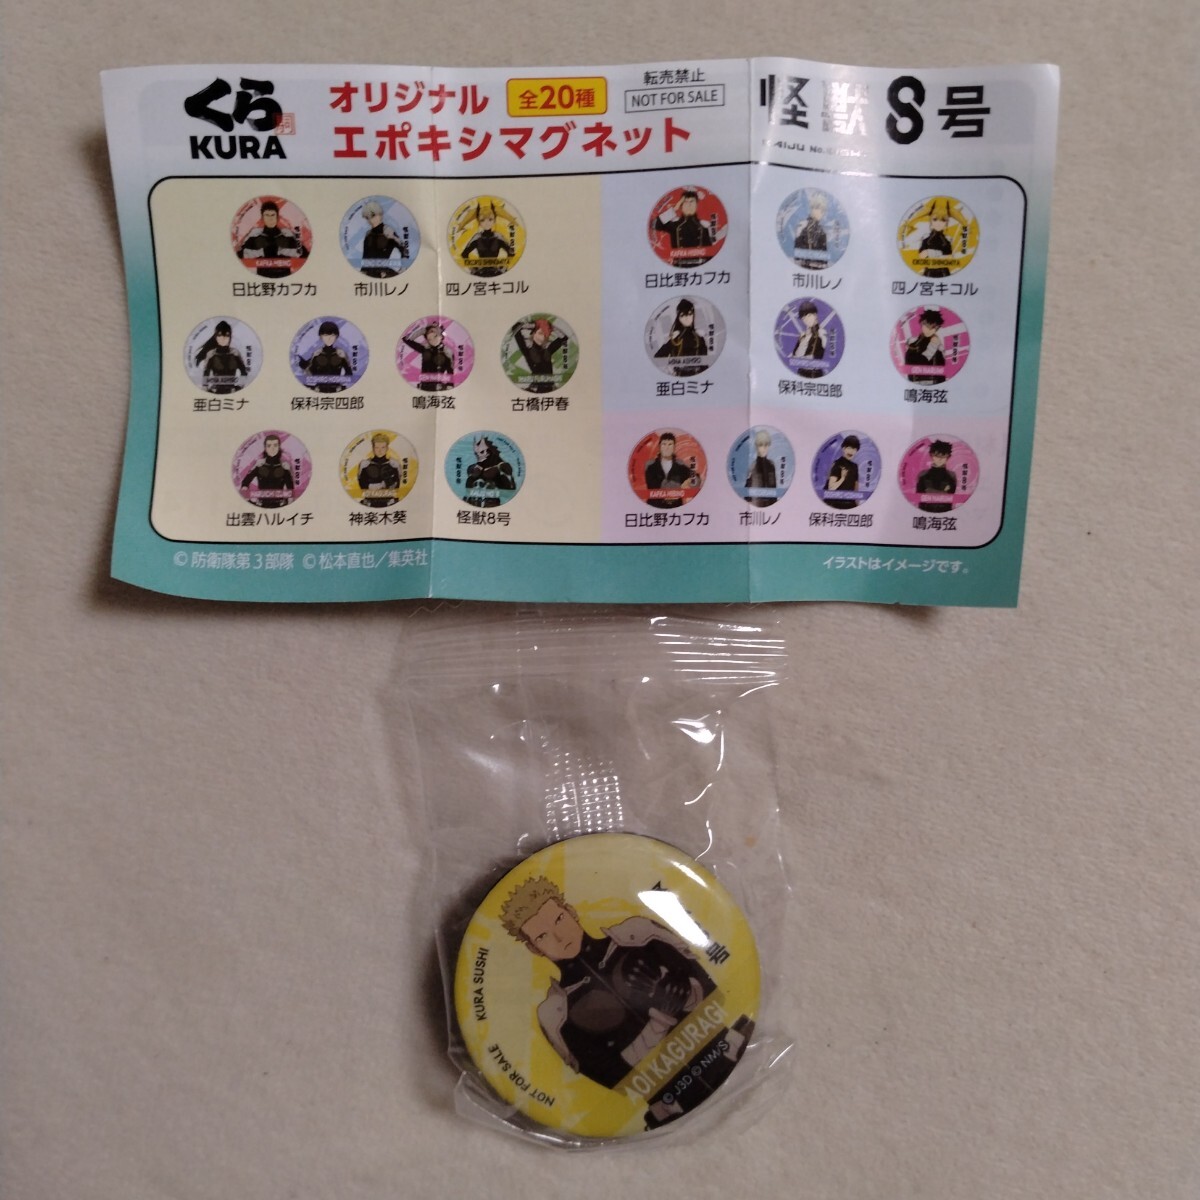 くら
KURA
オリジナル 全20種
エポキシマグネット
転売禁止
NOT FOR SALE
怪獣8号
日比野カフカ 市川レノ 四ノ宮キコル
亜白ミナ 保科宗四郎 鳴海弦 古橋伊春
出雲ハルイチ 神楽木葵 怪獣8号
日比野カフカ 市川レノ 四ノ宮キコル
亜白ミナ 保科宗四郎 鳴海弦
日比野カフカ 市川レノ 保科宗四郎 鳴海弦
© 防衛隊第3部隊 © 松本直也/集英社
イラストはイメージです。
KURA SUSHI
NOT FOR SALE
号
AOI KAGURAGI
© J3D © NM/S